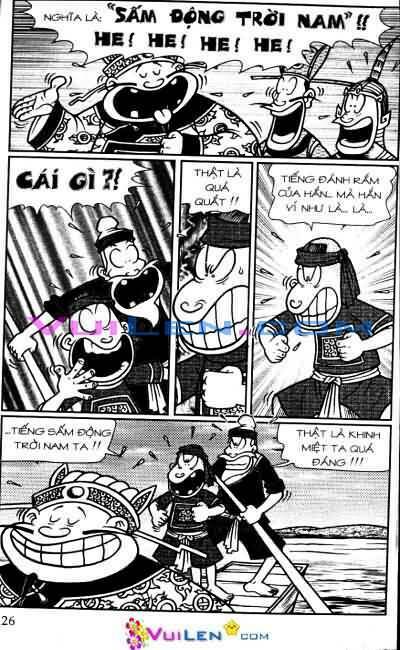 NGHĨA LÀ:
"SẤM ĐỘNG TRỜI NAM"!!
HE! HE! HE! HE!
CÁI GÌ?!
THẬT LÀ
QUÁ
QUẮT !!
TIẾNG ĐÁNH RẮM
CỦA HẮN... MÀ HẮN
VÍ NHƯ LÀ... LÀ...
VUILEN.COM
...TIẾNG SẤM ĐỘNG
TRỜI NAM TA !!
THẬT LÀ KHINH
MIỆT TA QUÁ
ĐÁNG !!!
26
VUILEN.COM